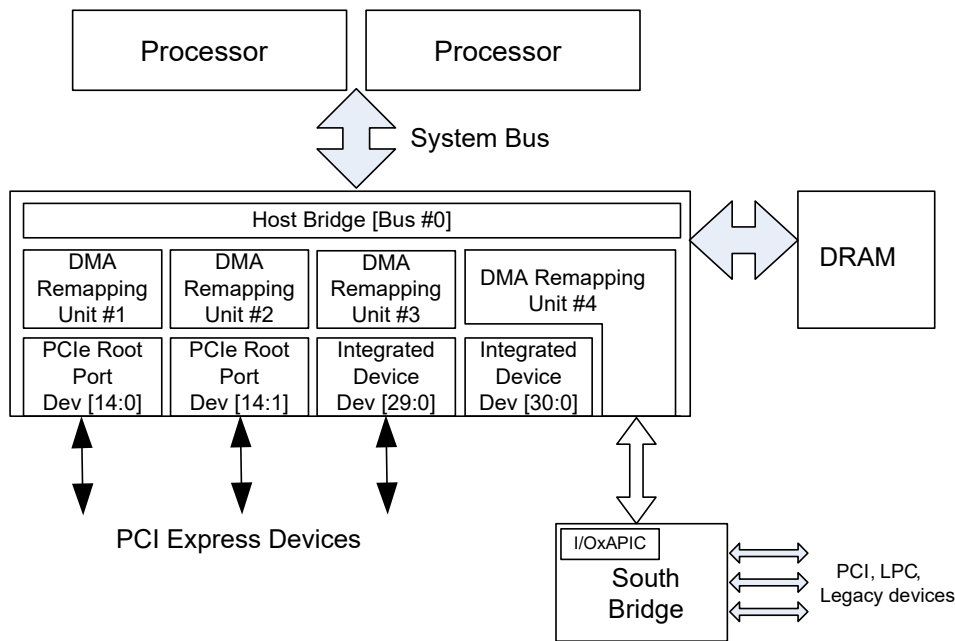 Processor
Processor
System Bus
Host Bridge [Bus #0]
DMA
Remapping
Unit #1
DMA
Remapping
Unit #2
DMA
Remapping
Unit #3
DMA Remapping
Unit #4
DRAM
PCIe Root
Port
Dev [14:0]
PCIe Root
Port
Dev [14:1]
Integrated
Device
Dev [29:0]
Integrated
Device
Dev [30:0]
PCI Express Devices
I/OxAPIC
South
Bridge
PCI, LPC,
Legacy devices